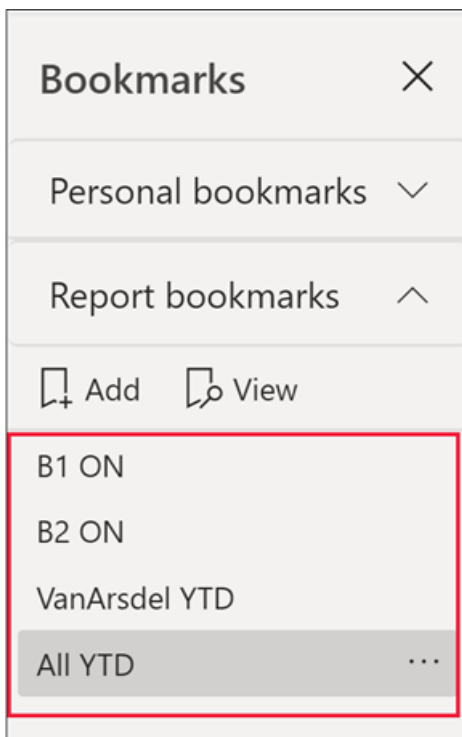 Bookmarks
Personal bookmarks
Report bookmarks
Add View
B1 ON
B2 ON
VanArsdel YTD
All YTD ...